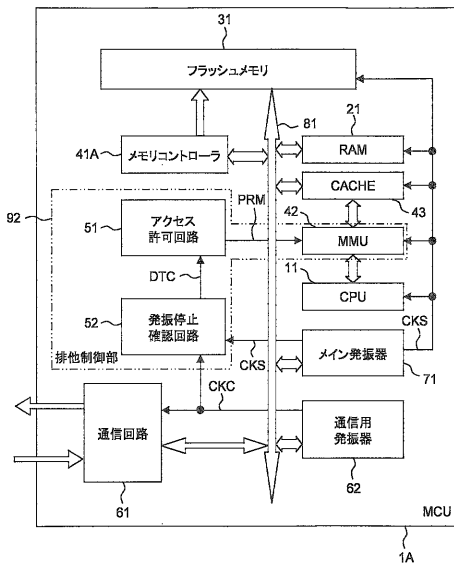 31
フラッシュメモリ
81
21
41A
メモリコントローラ
RAM
CACHE
92
51
アクセス
許可回路
PRM
42
43
MMU
DTC
11
CPU
52
発振停止
確認回路
CKS
CKS
排他制御部
メイン発振器
71
CKC
通信回路
通信用
発振器
61
62
MCU
1A